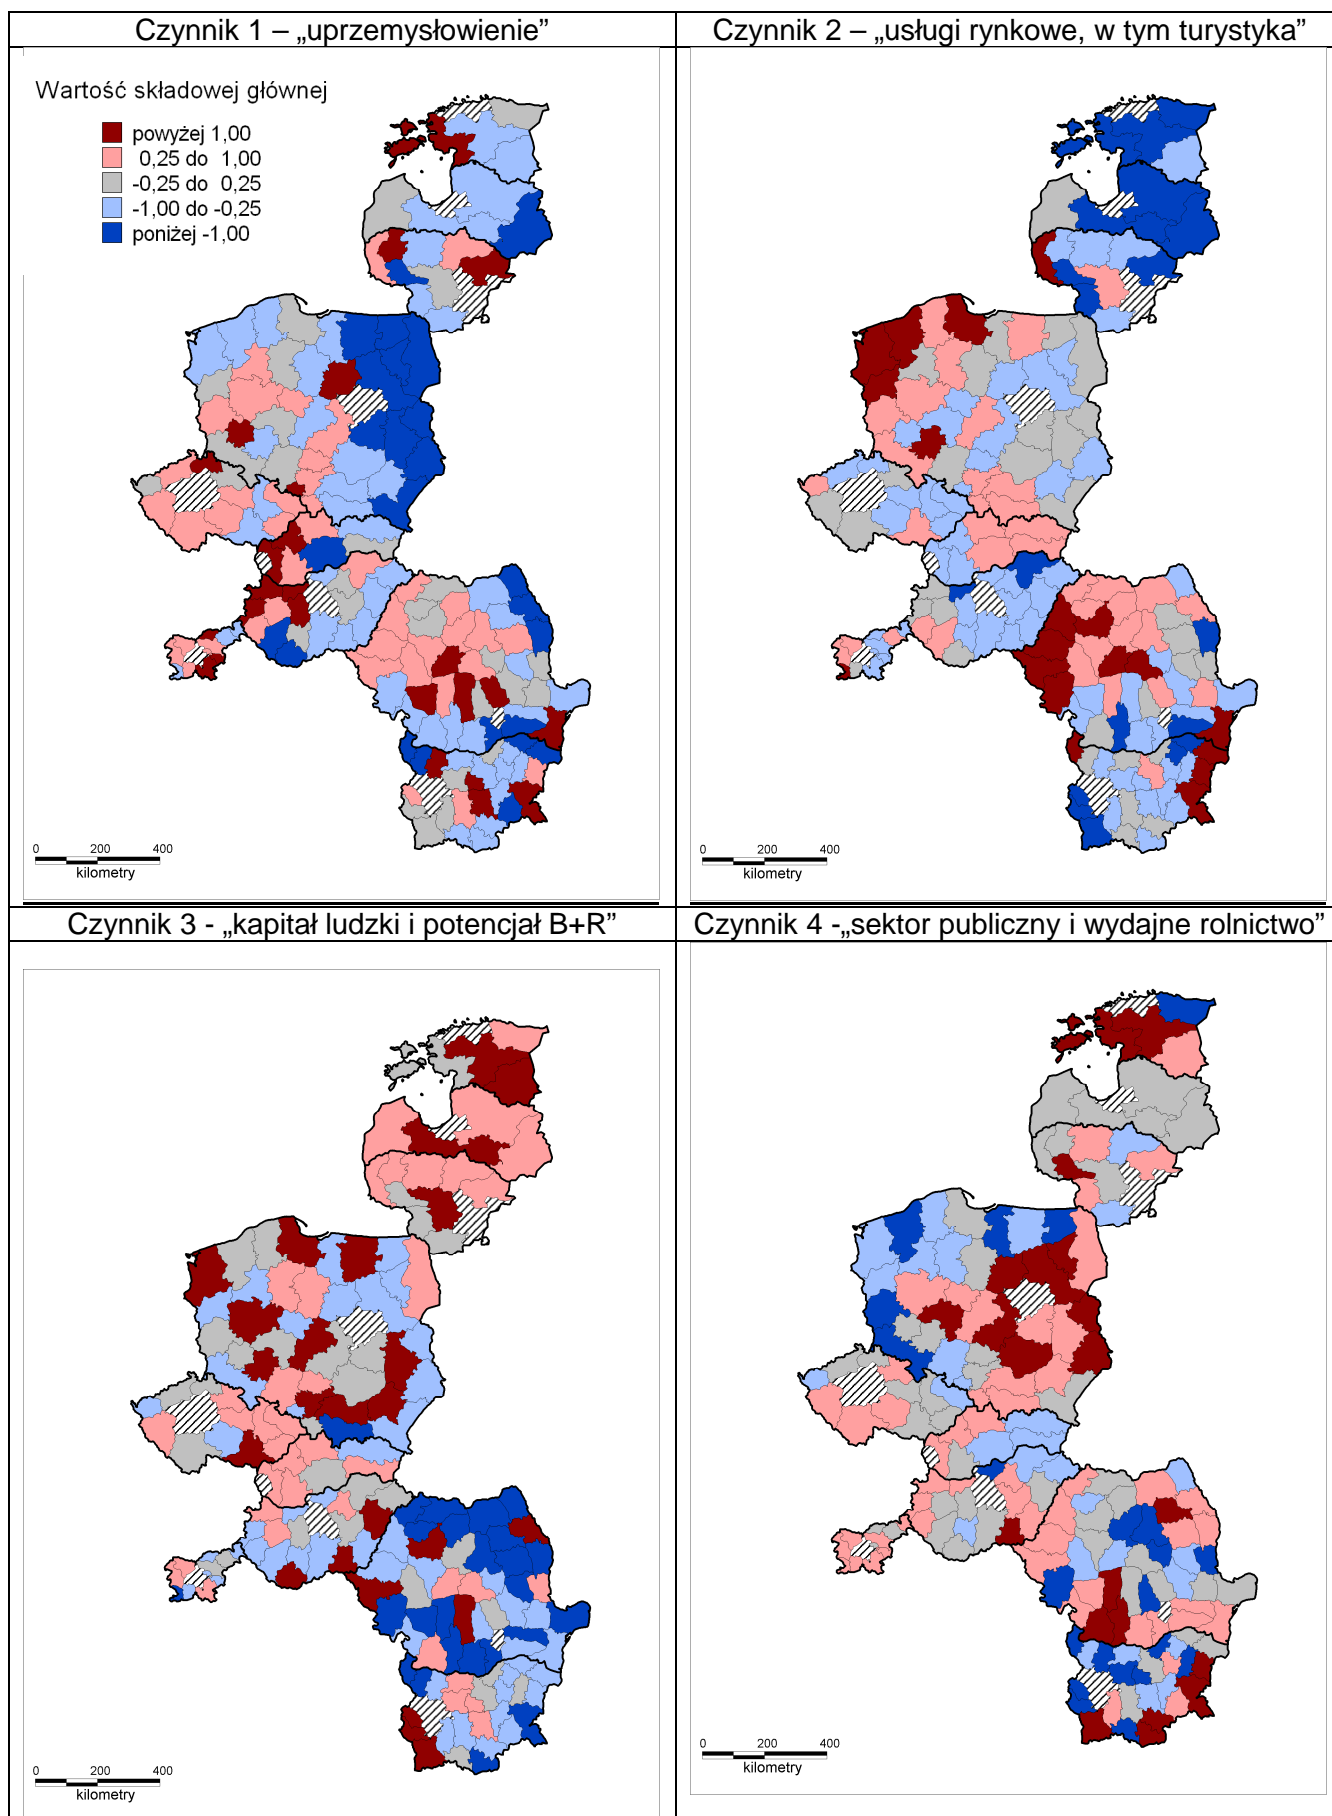 Czynnik 1 – „uprzemysłowienie”
Czynnik 2 – „usługi rynkowe, w tym turystyka”
Wartość składowej głównej
powyżej 1,00
0,25 do 1,00
-0,25 do 0,25
-1,00 do -0,25
poniżej -1,00
0 200 400
kilometry
0 200 400
kilometry
Czynnik 3 - „kapitał ludzki i potencjał B+R”
Czynnik 4 -„sektor publiczny i wydajne rolnictwo”
0 200 400
kilometry
0 200 400
kilometry